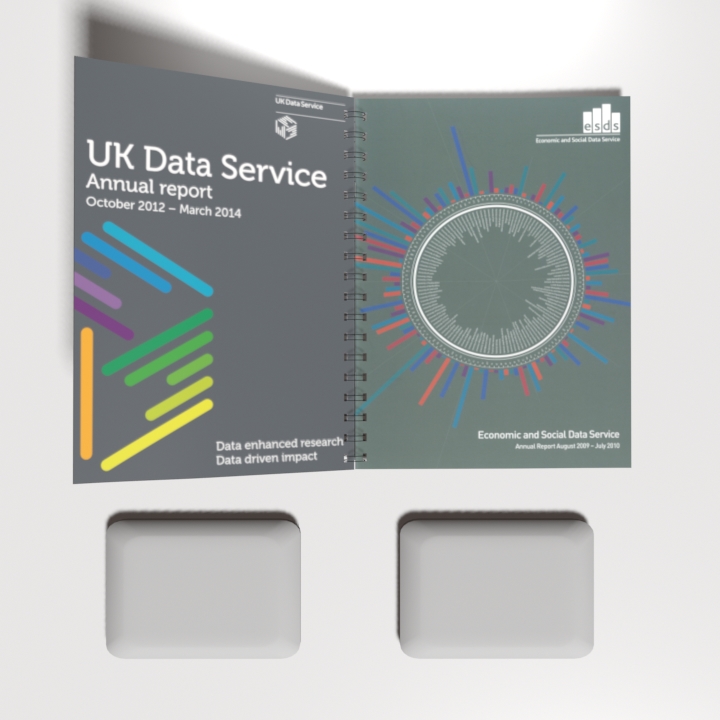 UK Data Service
UK Data Service
Annual report
October 2012 – March 2014
Data enhanced research
Data driven impact
esds
Economic and Social Data Service
Economic and Social Data Service
Annual Report August 2009 – July 2010